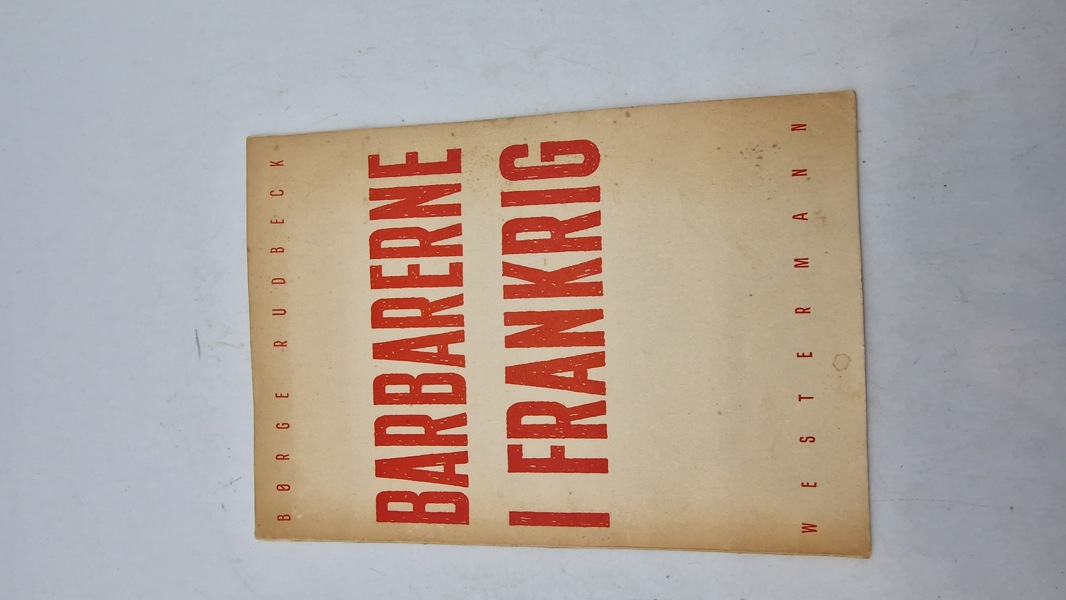 BØRGE RUDBECK
BARBARERNE
I FRANKRIG
WESTERMANN